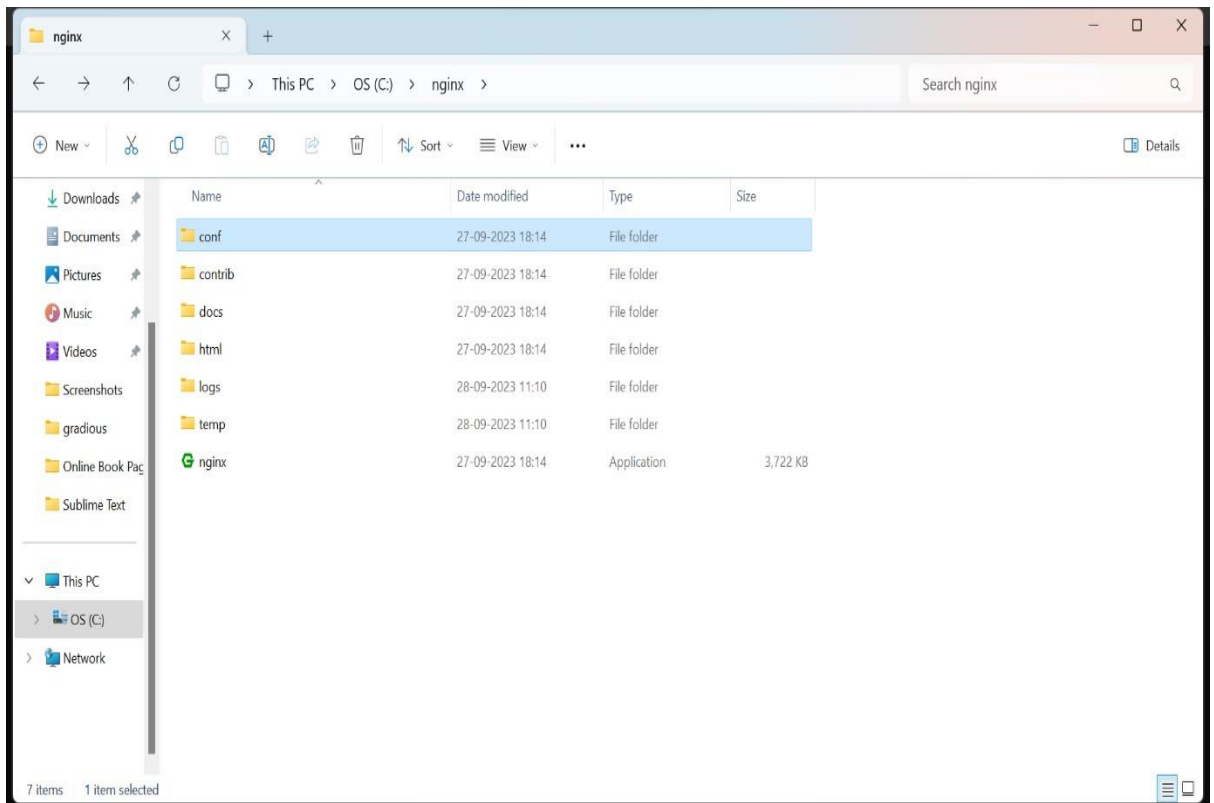 nginx
This PC > OS (C:) > nginx >
Search nginx
New
Sort
View
Details
Downloads
Documents
Pictures
Music
Videos
Screenshots
gradious
Online Book Pag
Sublime Text
This PC
OS (C:)
Network
Name Date modified Type Size
conf 27-09-2023 18:14 File folder
contrib 27-09-2023 18:14 File folder
docs 27-09-2023 18:14 File folder
html 27-09-2023 18:14 File folder
logs 28-09-2023 11:10 File folder
temp 28-09-2023 11:10 File folder
nginx 27-09-2023 18:14 Application 3,722 KB
7 items 1 item selected